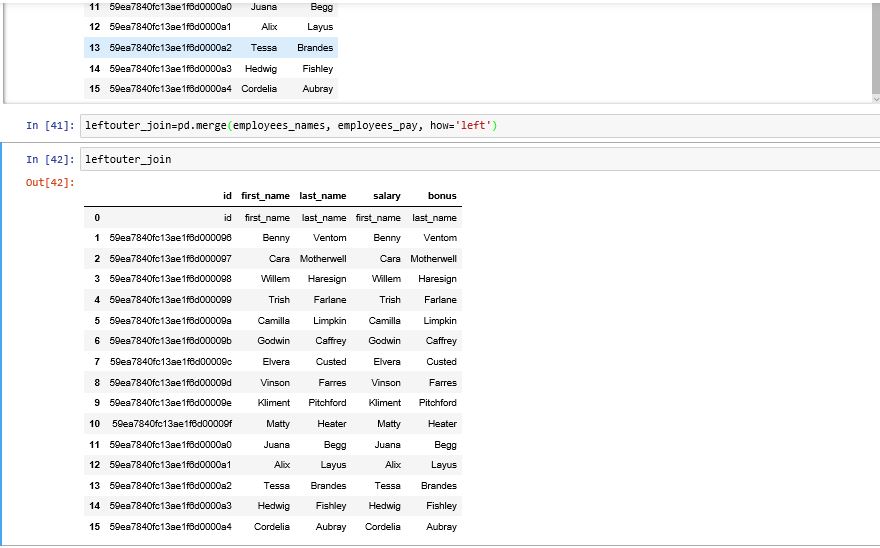 11 59ea7840fc13ae1f6d0000a0 Juana Begg
12 59ea7840fc13ae1f6d0000a1 Alix Layus
13 59ea7840fc13ae1f6d0000a2 Tessa Brandes
14 59ea7840fc13ae1f6d0000a3 Hedwig Fishley
15 59ea7840fc13ae1f6d0000a4 Cordelia Aubray
In [41]: leftouter_join=pd.merge(employees_names, employees_pay, how='left')
In [42]: leftouter_join
Out[42]:
id first_name last_name salary bonus
0 id first_name last_name first_name last_name
1 59ea7840fc13ae1f6d000096 Benny Ventom Benny Ventom
2 59ea7840fc13ae1f6d000097 Cara Motherwell Cara Motherwell
3 59ea7840fc13ae1f6d000098 Willem Haresign Willem Haresign
4 59ea7840fc13ae1f6d000099 Trish Farlane Trish Farlane
5 59ea7840fc13ae1f6d00009a Camilla Limpkin Camilla Limpkin
6 59ea7840fc13ae1f6d00009b Godwin Caffrey Godwin Caffrey
7 59ea7840fc13ae1f6d00009c Elvera Custed Elvera Custed
8 59ea7840fc13ae1f6d00009d Vinson Farres Vinson Farres
9 59ea7840fc13ae1f6d00009e Kliment Pitchford Kliment Pitchford
10 59ea7840fc13ae1f6d00009f Matty Heater Matty Heater
11 59ea7840fc13ae1f6d0000a0 Juana Begg Juana Begg
12 59ea7840fc13ae1f6d0000a1 Alix Layus Alix Layus
13 59ea7840fc13ae1f6d0000a2 Tessa Brandes Tessa Brandes
14 59ea7840fc13ae1f6d0000a3 Hedwig Fishley Hedwig Fishley
15 59ea7840fc13ae1f6d0000a4 Cordelia Aubray Cordelia Aubray